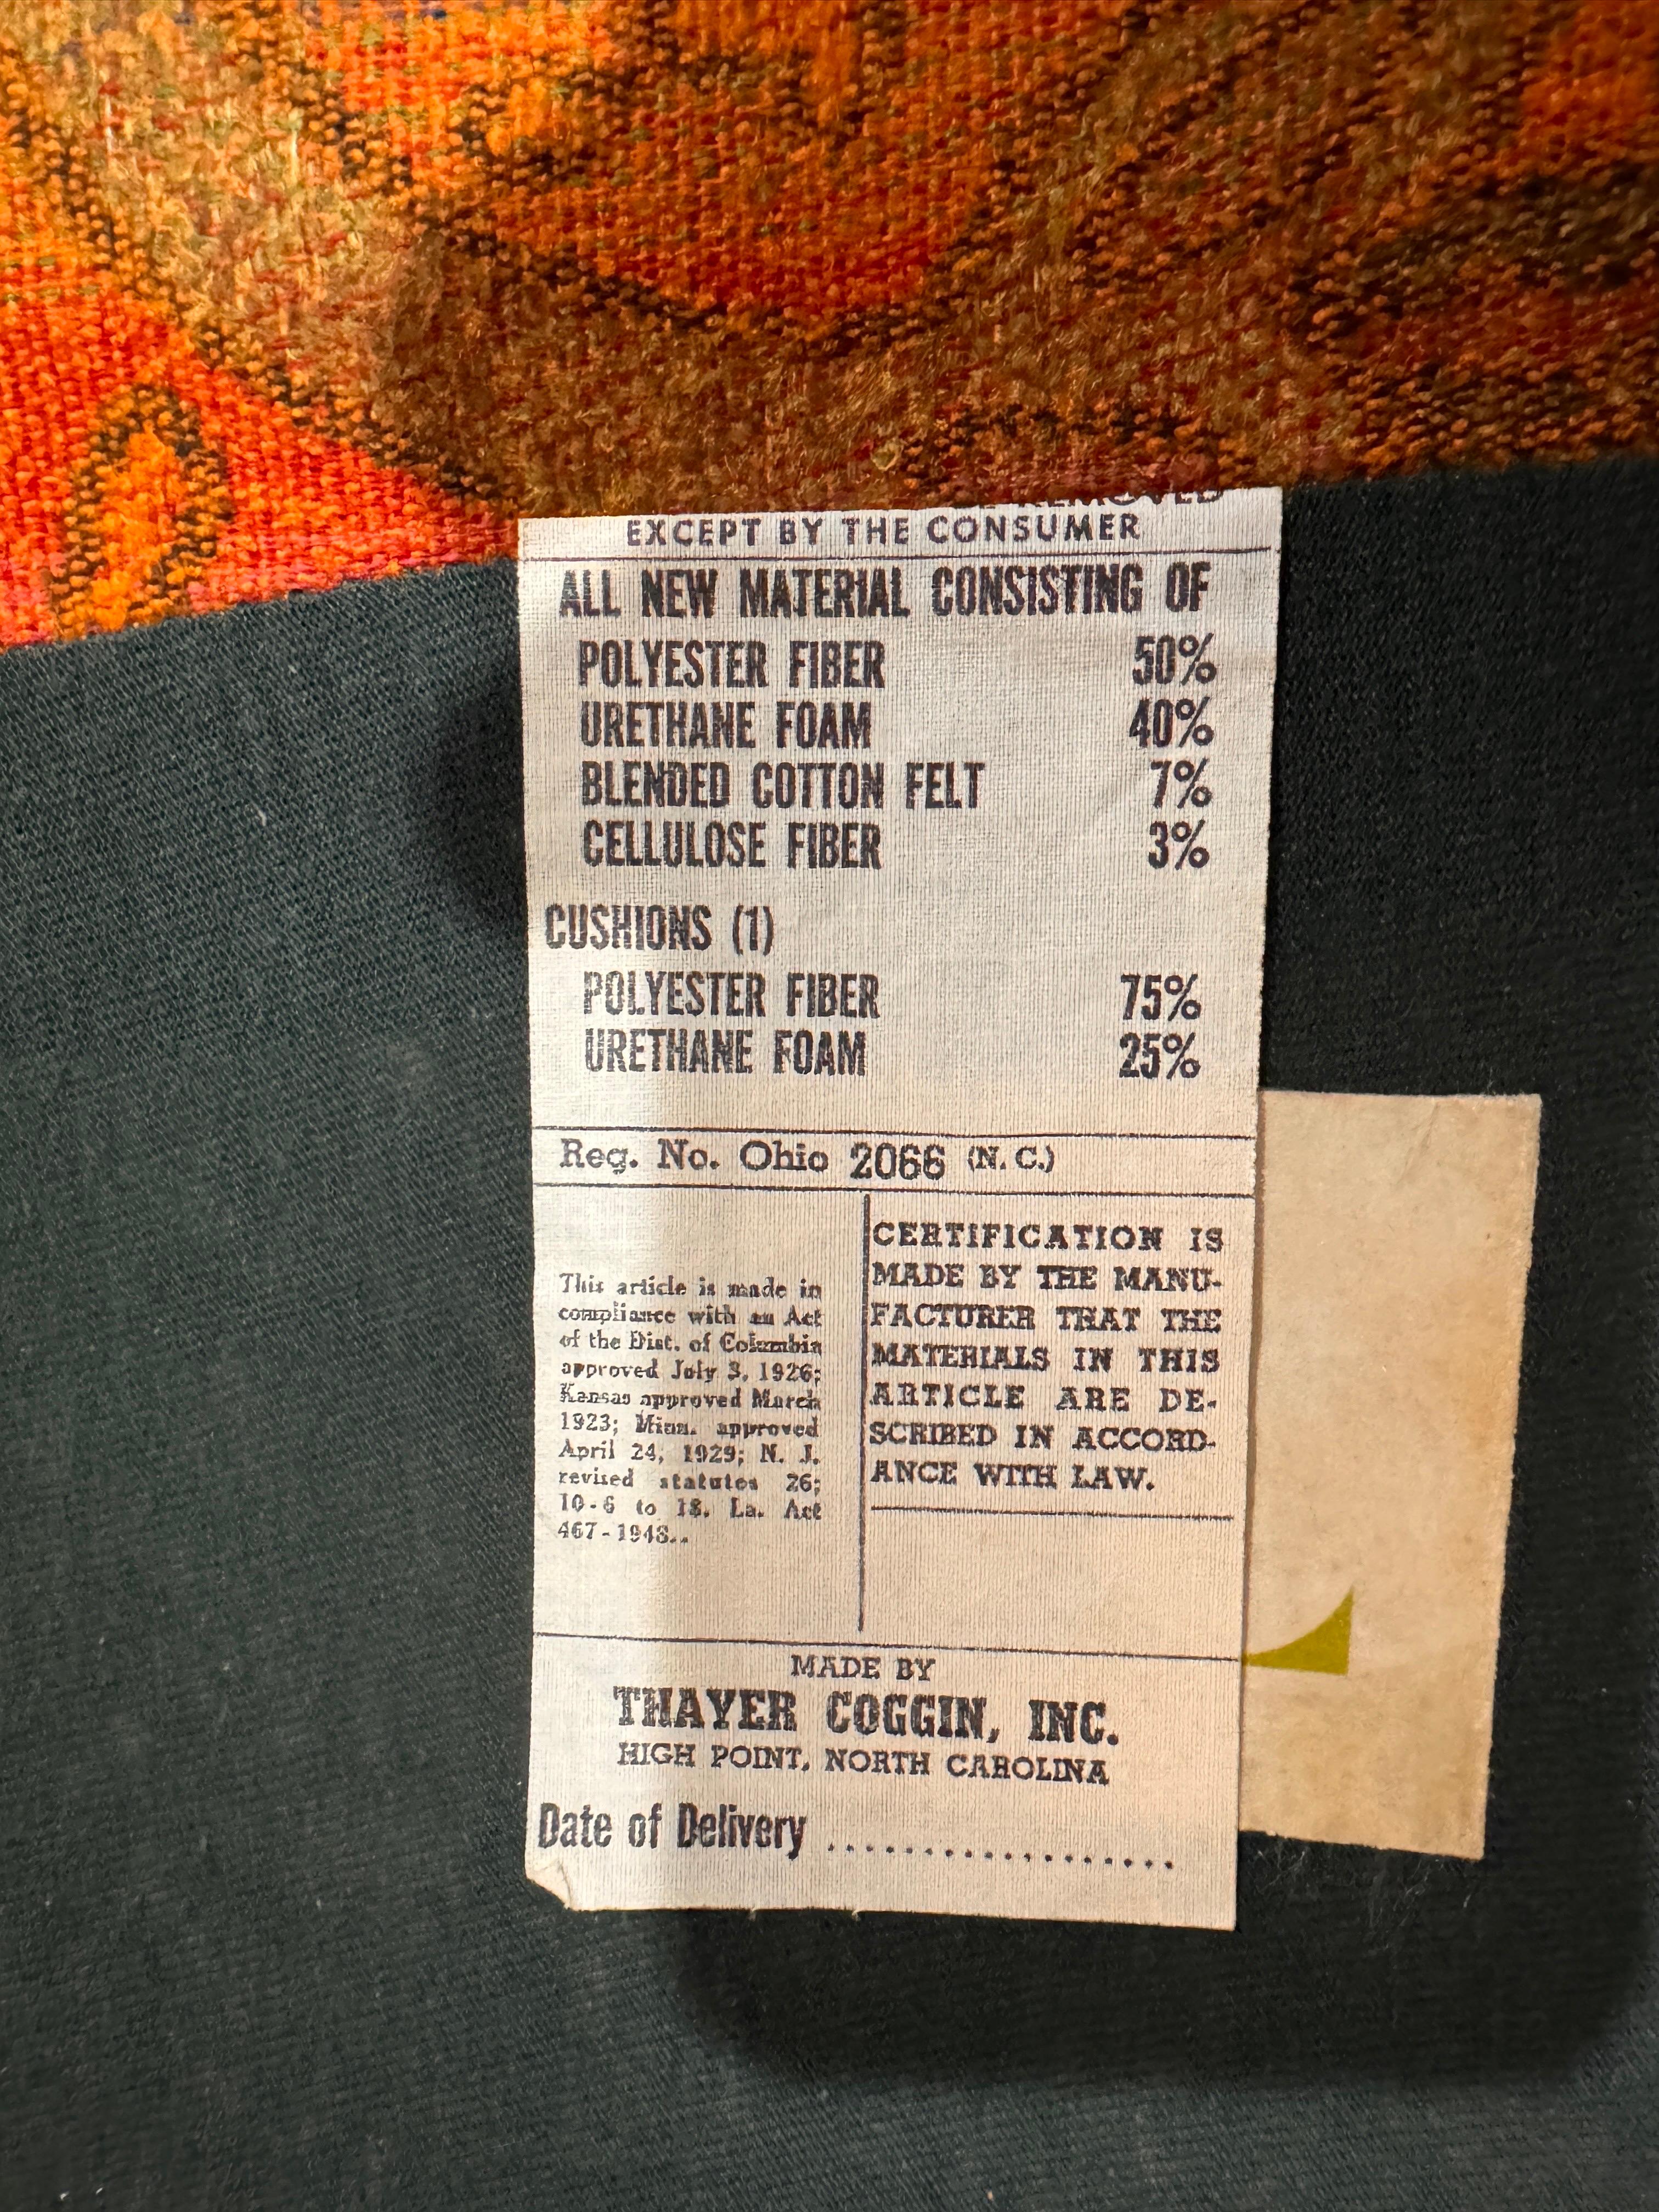 BE REMOVED
EXCEPT BY THE CONSUMER
ALL NEW MATERIAL CONSISTING OF
POLYESTER FIBER 50%
URETHANE FOAM 40%
BLENDED COTTON FELT 7%
CELLULOSE FIBER 3%
CUSHIONS (1)
POLYESTER FIBER 75%
URETHANE FOAM 25%
Reg. No. Ohio 2066 (N. C.)
This article is made in
compliance with an Act
of the Dist. of Columbia
approved July 3, 1926;
Kansas approved March
1923; Minn. approved
April 24, 1929; N. J.
revised statutes 26;
10-6 to 18. La. Act
467-1948..
CERTIFICATION IS
MADE BY THE MANU-
FACTURER THAT THE
MATERIALS IN THIS
ARTICLE ARE DE-
SCRIBED IN ACCORD-
ANCE WITH LAW.
MADE BY
THAYER COGGIN, INC.
HIGH POINT, NORTH CAROLINA
Date of Delivery ...................